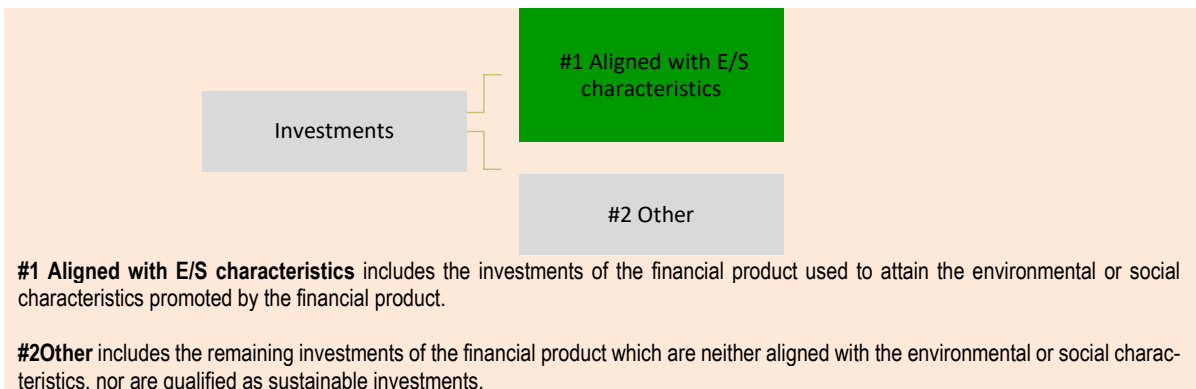 #1 Aligned with E/S
characteristics
Investments
#2 Other
#1 Aligned with E/S characteristics includes the investments of the financial product used to attain the environmental or social
characteristics promoted by the financial product.
#2Other includes the remaining investments of the financial product which are neither aligned with the environmental or social charac-
teristics, nor are qualified as sustainable investments.